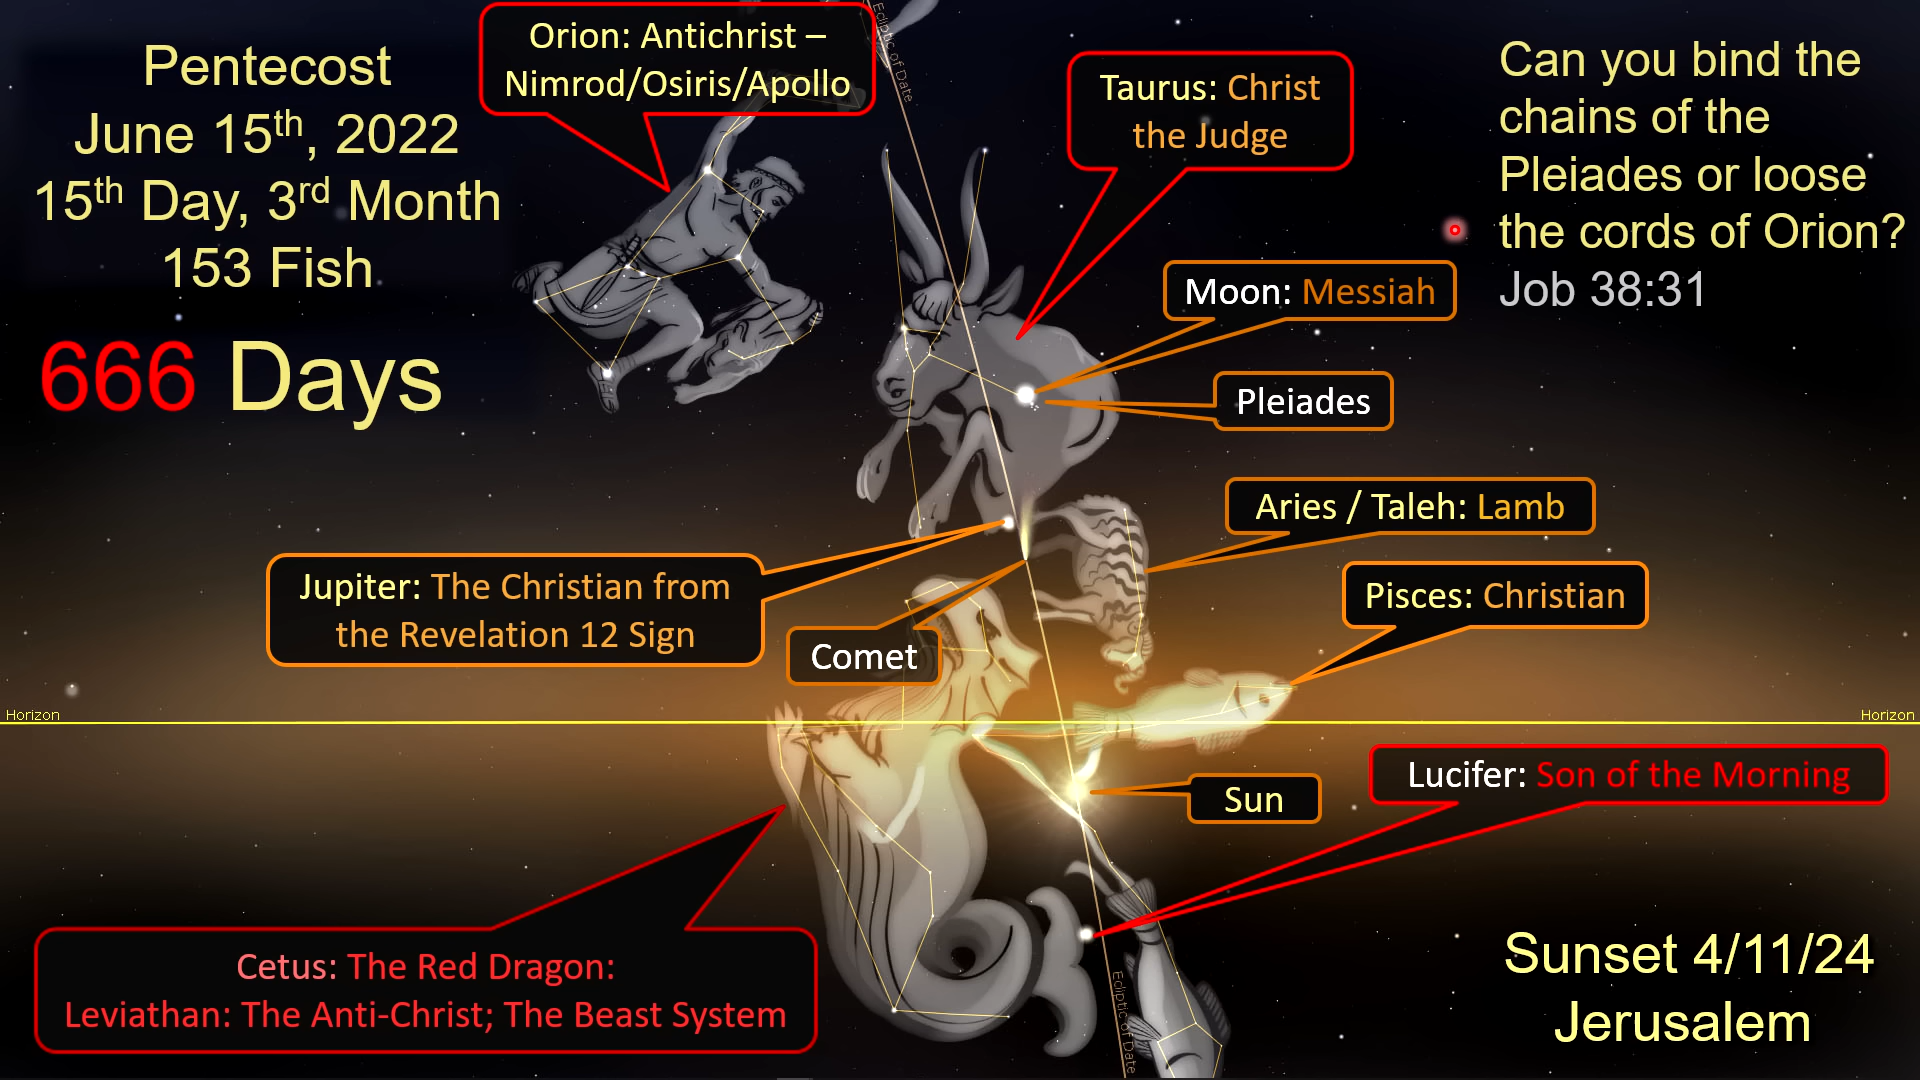 Pentecost
June 15th, 2022
15th Day, 3rd Month
153 Fish
666 Days
Orion: Antichrist –
Nimrod/Osiris/Apollo
Ecliptic of Date
Taurus: Christ
the Judge
Can you bind the
chains of the
Pleiades or loose
the cords of Orion?
Job 38:31
Moon: Messiah
Pleiades
Aries / Taleh: Lamb
Pisces: Christian
Jupiter: The Christian from
the Revelation 12 Sign
Comet
Horizon
Horizon
Lucifer: Son of the Morning
Sun
Cetus: The Red Dragon:
Leviathan: The Anti-Christ; The Beast System
Ecliptic of Date
Sunset 4/11/24
Jerusalem